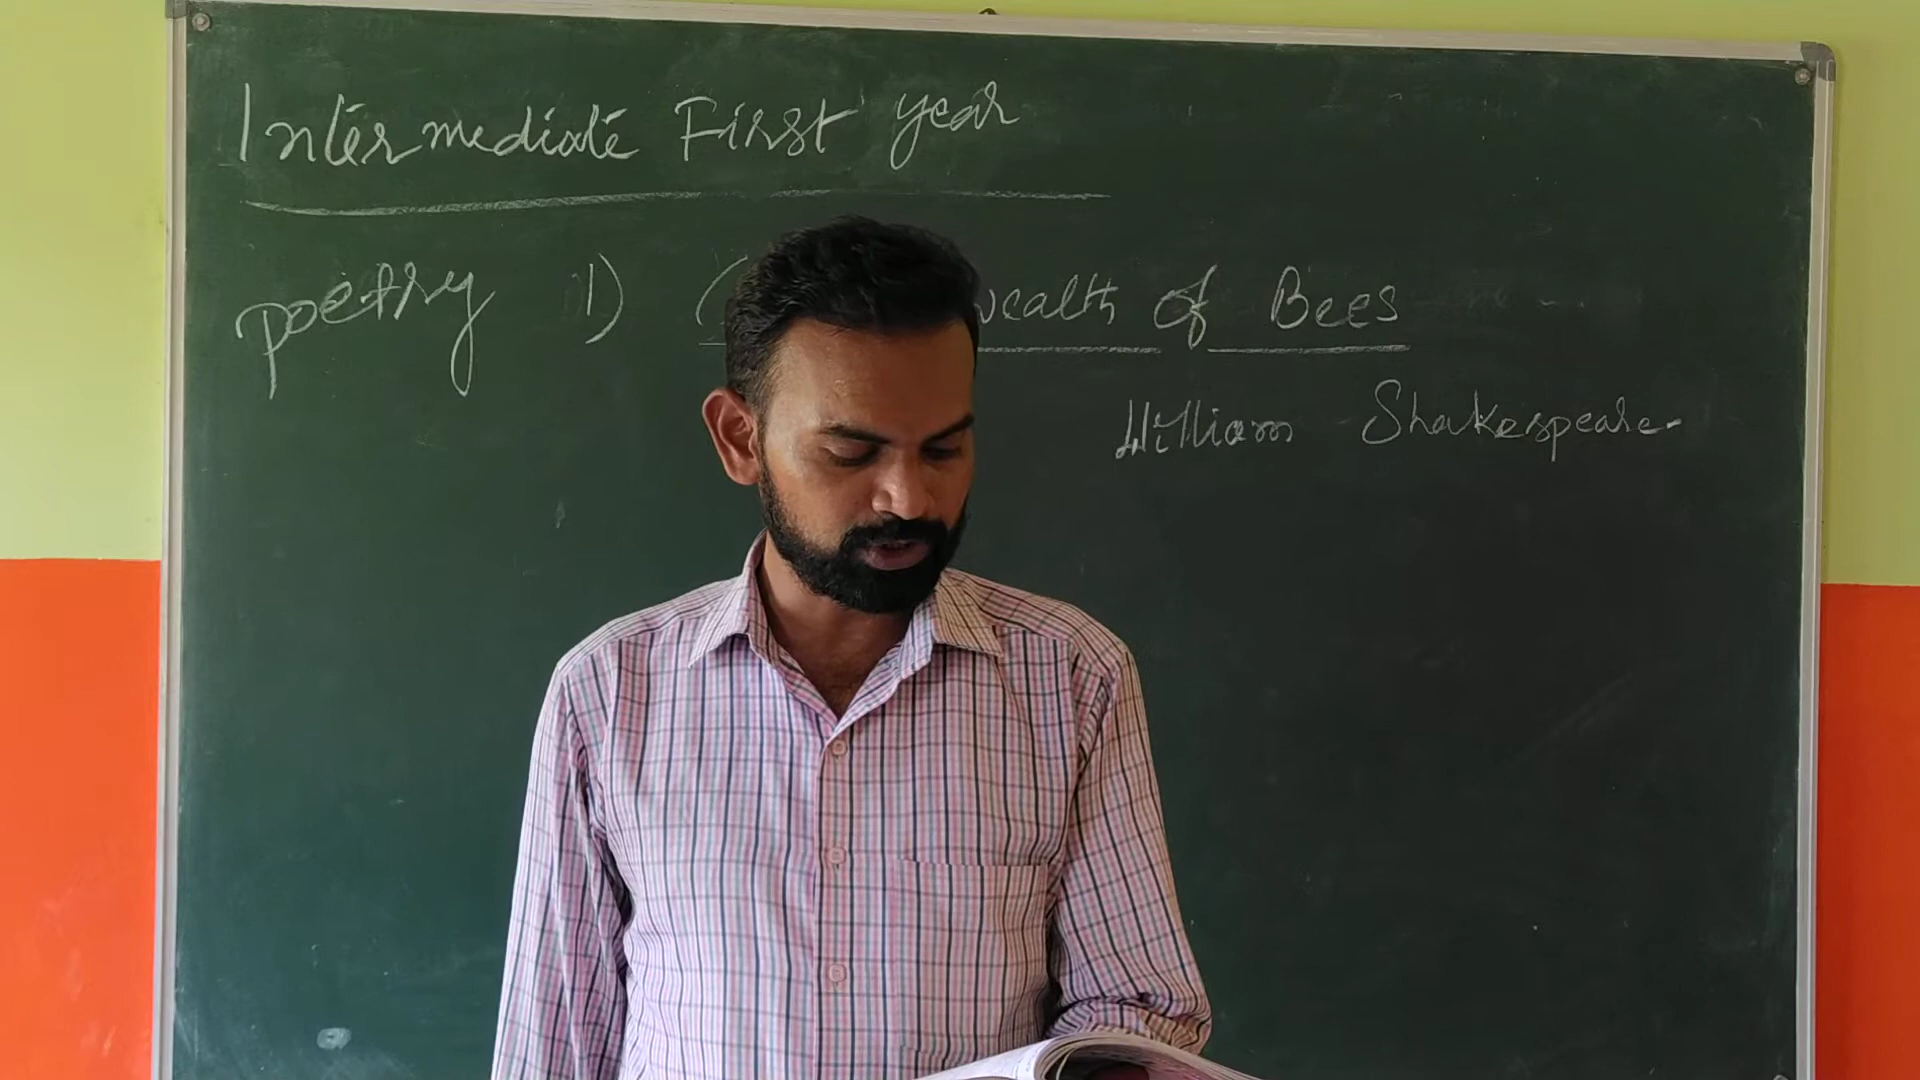 Intermediate First year
poetry 1) C wealth of Bees
William Shakespeare